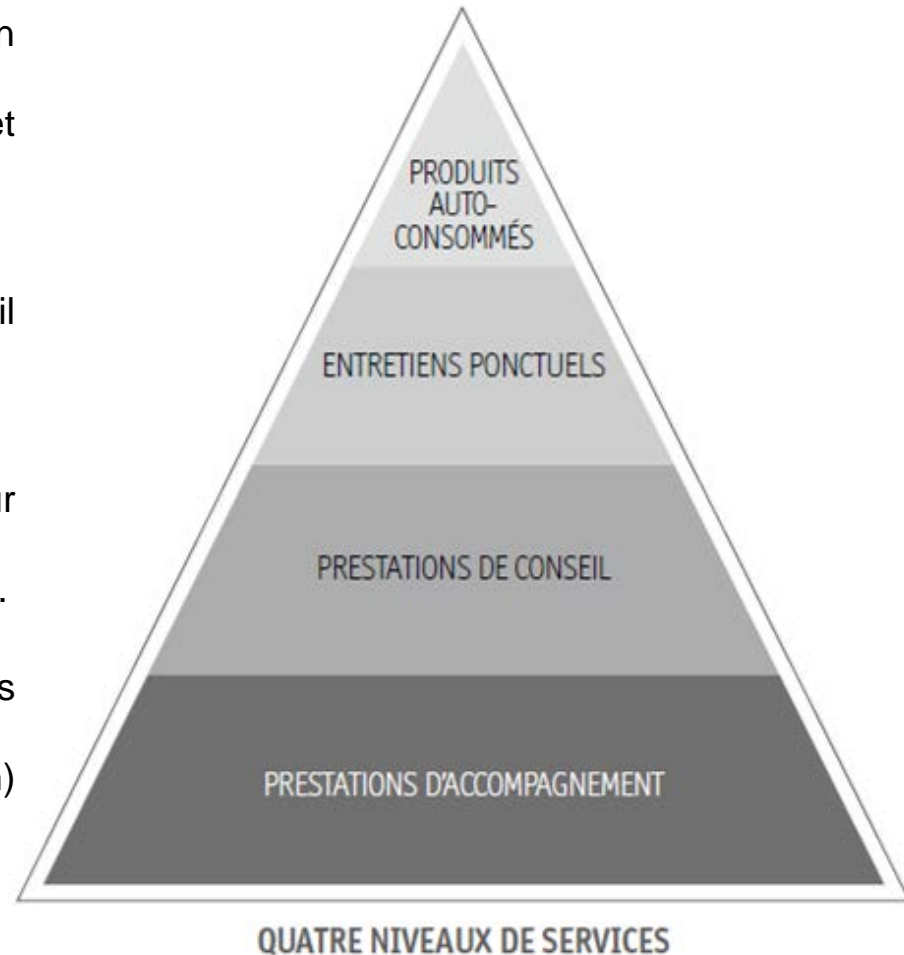 PRODUITS
AUTO-
CONSOMMÉS
ENTRETIENS PONCTUELS
PRESTATIONS DE CONSEIL
PRESTATIONS D'ACCOMPAGNEMENT
QUATRE NIVEAUX DE SERVICES